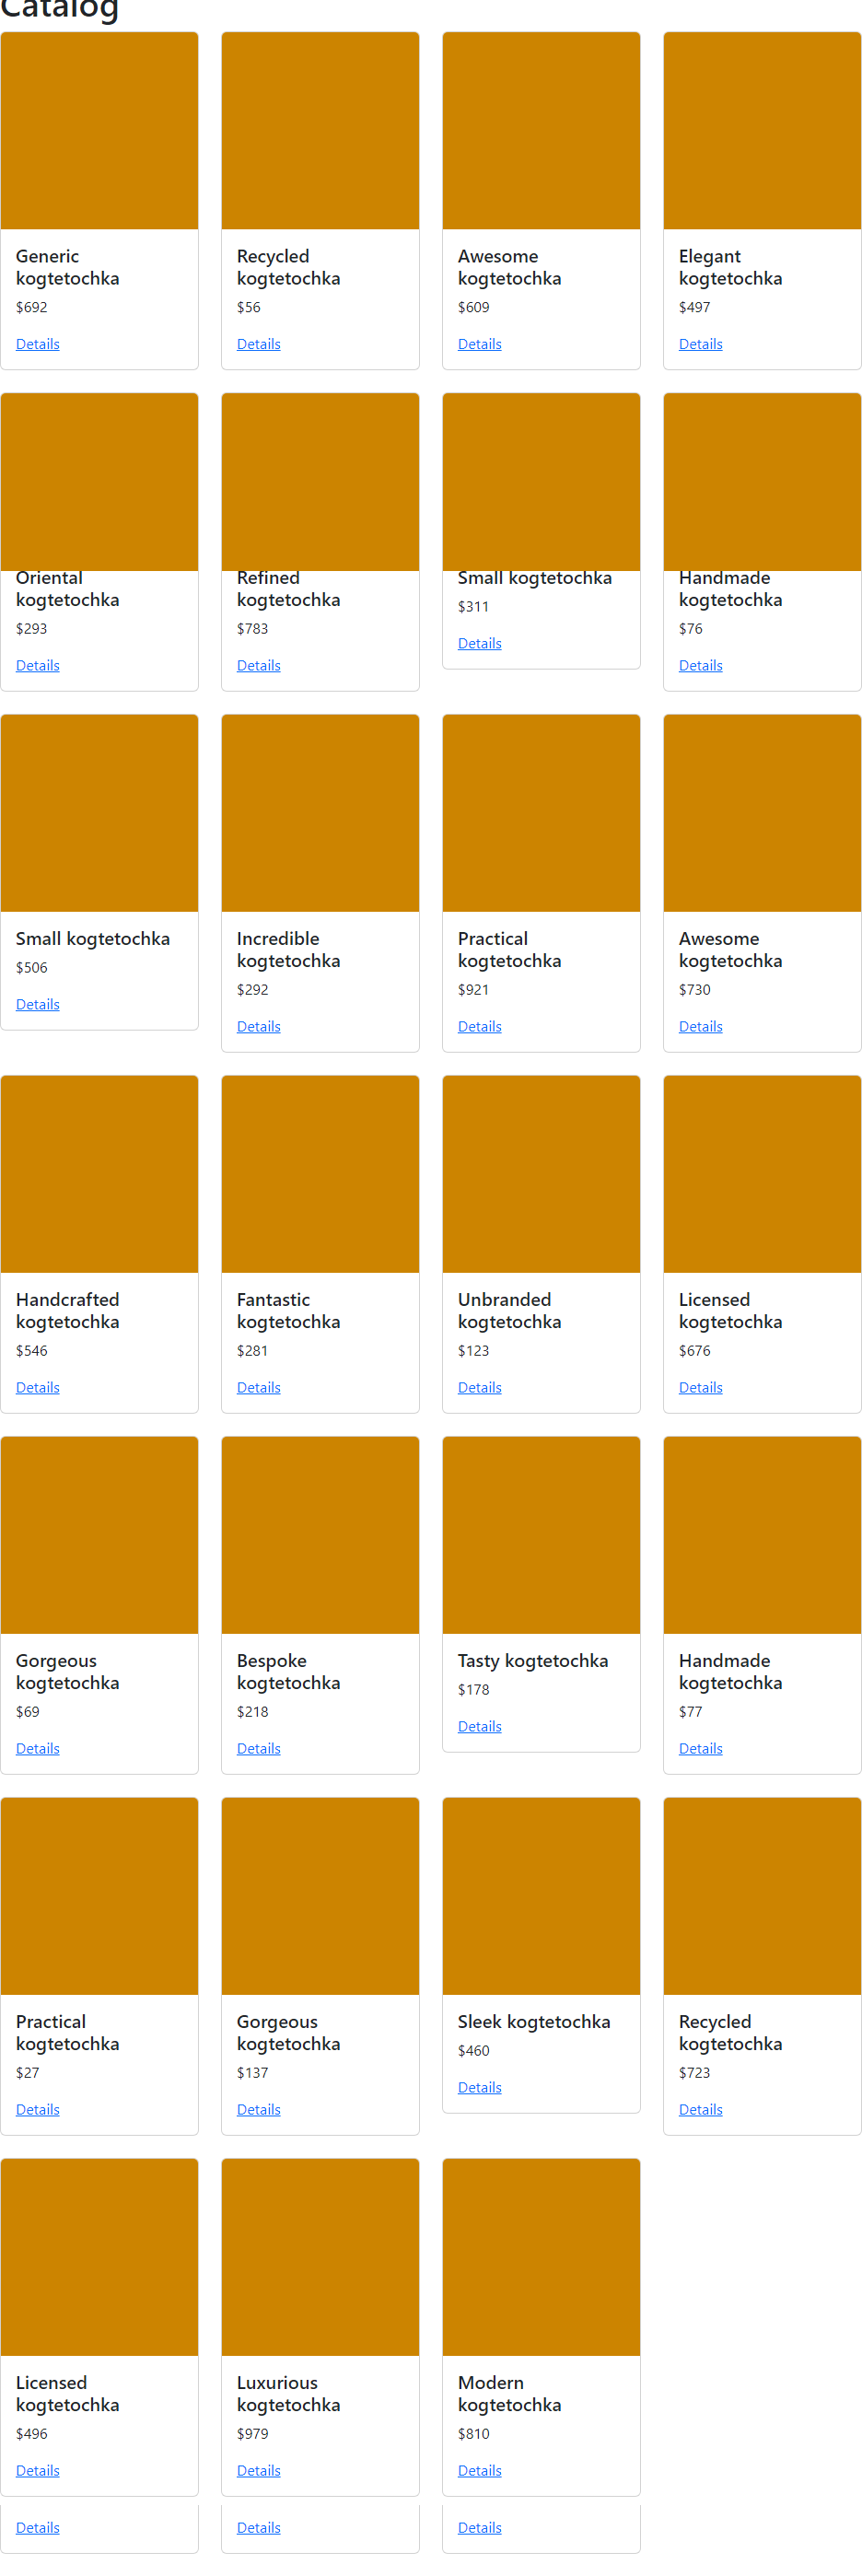 Catalog
Generic
kogtetochka
$692
Details
Recycled
kogtetochka
$56
Details
Awesome
kogtetochka
$609
Details
Elegant
kogtetochka
$497
Details
Oriental
kogtetochka
$293
Details
Refined
kogtetochka
$783
Details
Small kogtetochka
$311
Details
Handmade
kogtetochka
$76
Details
Small kogtetochka
$506
Details
Incredible
kogtetochka
$292
Details
Practical
kogtetochka
$921
Details
Awesome
kogtetochka
$730
Details
Handcrafted
kogtetochka
$546
Details
Fantastic
kogtetochka
$281
Details
Unbranded
kogtetochka
$123
Details
Licensed
kogtetochka
$676
Details
Gorgeous
kogtetochka
$69
Details
Bespoke
kogtetochka
$218
Details
Tasty kogtetochka
$178
Details
Handmade
kogtetochka
$77
Details
Practical
kogtetochka
$27
Details
Gorgeous
kogtetochka
$137
Details
Sleek kogtetochka
$460
Details
Recycled
kogtetochka
$723
Details
Licensed
kogtetochka
$496
Details
Luxurious
kogtetochka
$979
Details
Modern
kogtetochka
$810
Details
Details
Details
Details